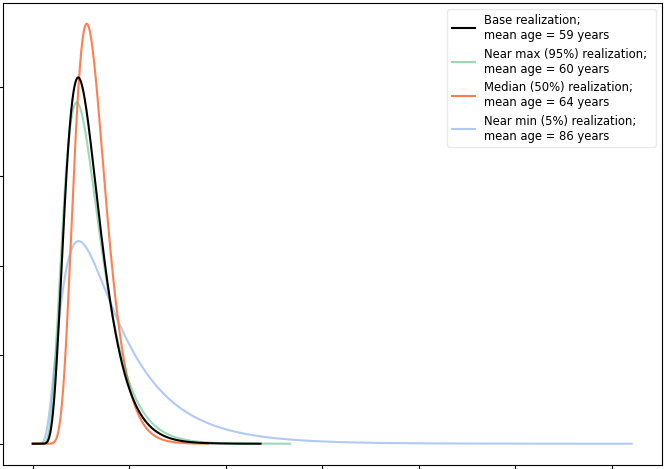 Base realization;
mean age = 59 years
Near max (95%) realization;
mean age = 60 years
Median (50%) realization;
mean age = 64 years
Near min (5%) realization;
mean age = 86 years